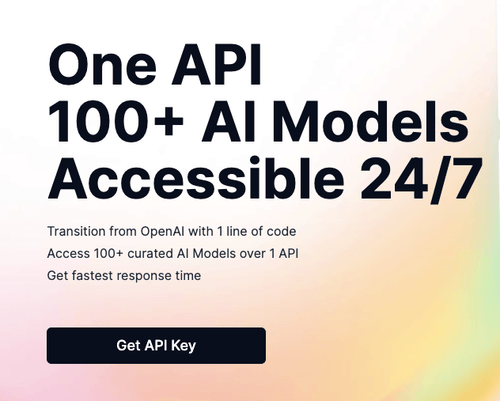 One API
100+ AI Models
Accessible 24/7
Transition from OpenAI with 1 line of code
Access 100+ curated AI Models over 1 API
Get fastest response time
Get API Key